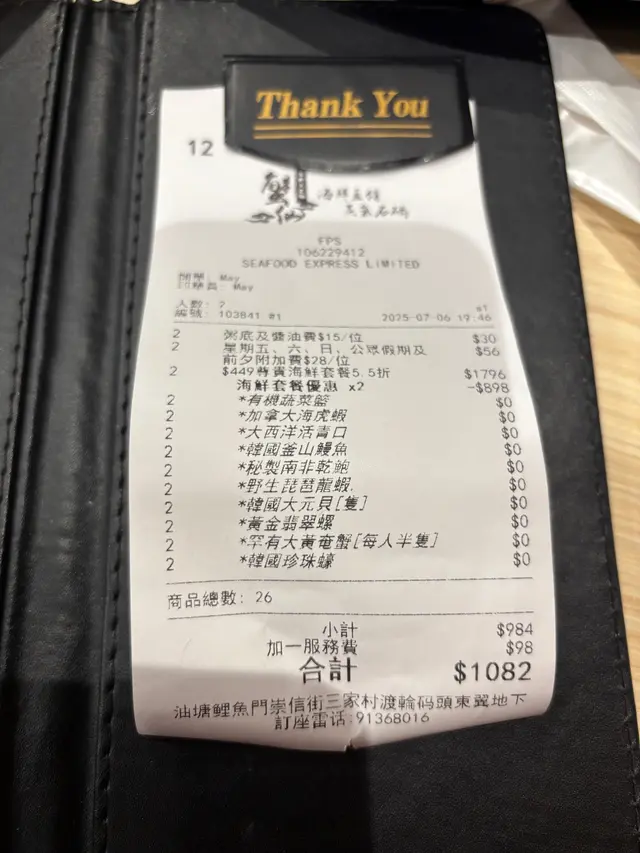 Thank You
12
蟹仙
FPS
106229412
SEAFOOD EXPRESS LIMITED
May
May
人數: 2
編號: 103841 #1 2025-07-06 19:46
2 粥底及醬油費$15/位 $30
2 星期五、六、日、公眾假期及 $56
前夕附加費$28/位
2 $449尊貴海鮮套餐5.5折 $1796
海鮮套餐優惠 x2 -$898
2 *有機蔬菜籃 $0
2 *加拿大海虎蝦 $0
2 *大西洋活青口 $0
2 *韓國釜山鰻魚 $0
2 *秘製南非乾鮑 $0
2 *野生琵琶龍蝦 $0
2 *韓國大元貝[隻] $0
2 *黃金翡翠螺 $0
2 *罕有大黃奄蟹[每人半隻] $0
2 *韓國珍珠蠔 $0
商品總數: 26
小計 $984
加一服務費 $98
合計 $1082
油塘鯉魚門崇信街三家村渡輪码頭東翼地下
訂座雷话:91368016